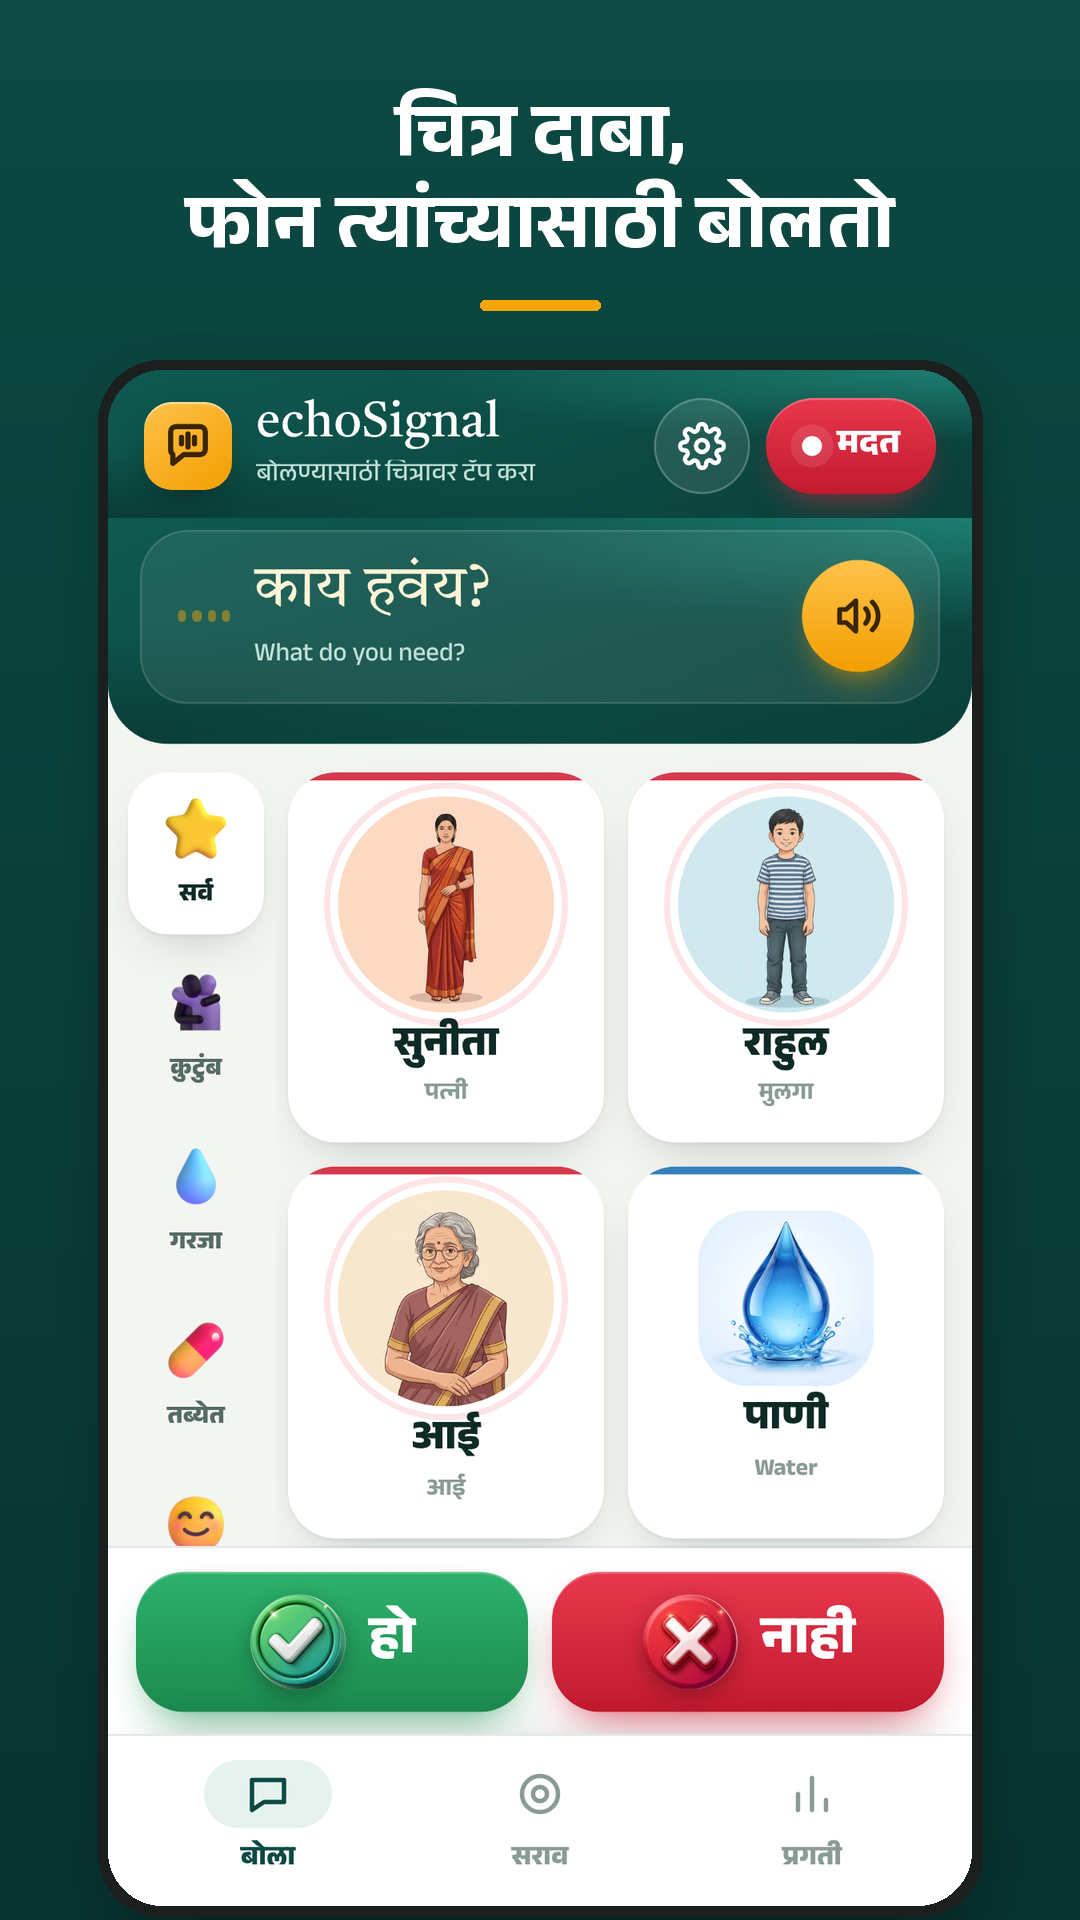 चित्र दाबा,
फोन त्यांच्यासाठी बोलतो
echoSignal
बोलण्यासाठी चित्रावर टॅप करा
मदत
काय हवंय?
What do you need?
सर्व
कुटुंब
गरजा
तब्येत
सुनीता
पत्नी
राहुल
मुलगा
आई
आई
पाणी
Water
हो
नाही
बोला
सराव
प्रगती